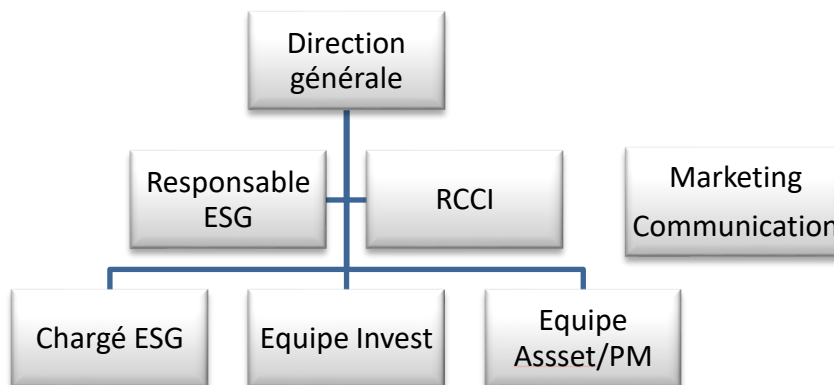 Direction
générale
Responsable
ESG
RCCI
Marketing
Communication
Chargé ESG
Equipe Invest
Equipe
Assset/PM